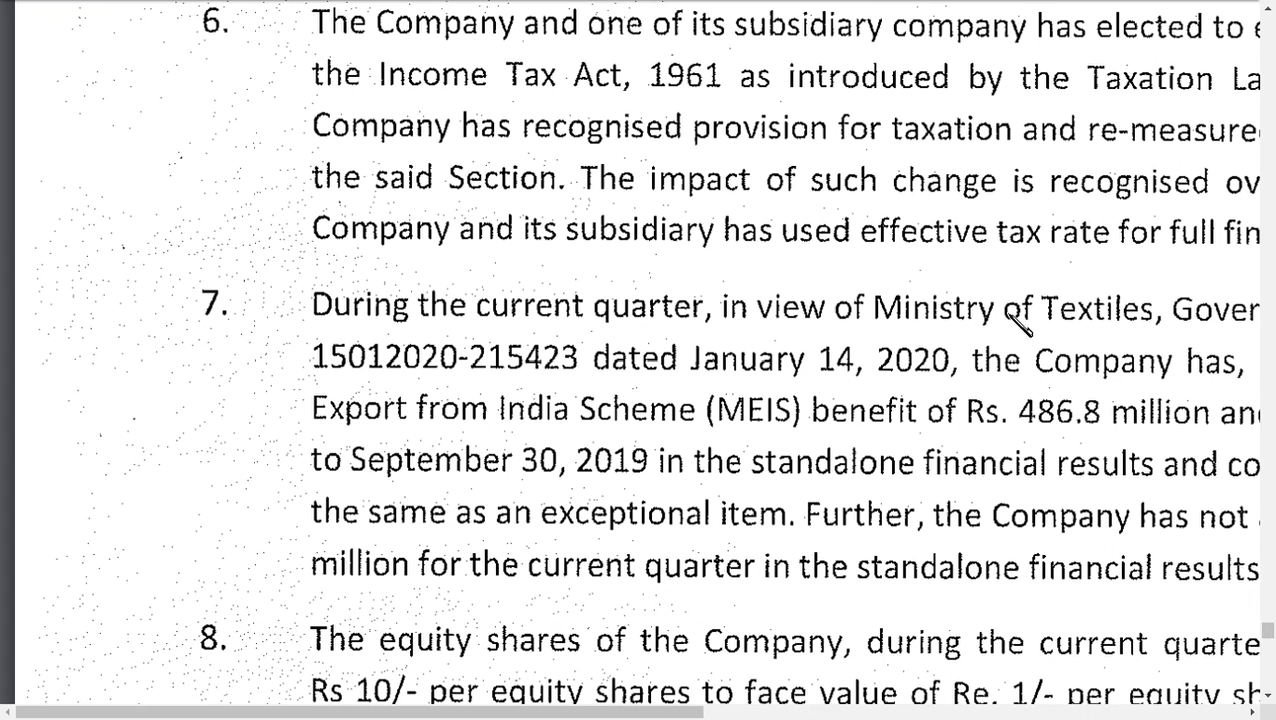 6. The Company and one of its subsidiary company has elected to
the Income Tax Act, 1961 as introduced by the Taxation La
Company has recognised provision for taxation and re-measure
the said Section. The impact of such change is recognised ov
Company and its subsidiary has used effective tax rate for full fin
7. During the current quarter, in view of Ministry of Textiles, Gover
15012020-215423 dated January 14, 2020, the Company has,
Export from India Scheme (MEIS) benefit of Rs. 486.8 million an
to September 30, 2019 in the standalone financial results and co
the same as an exceptional item. Further, the Company has not
million for the current quarter in the standalone financial results
8. The equity shares of the Company, during the current quarte
Rs 10/- per equity shares to face value of Re. 1/- per equity sh